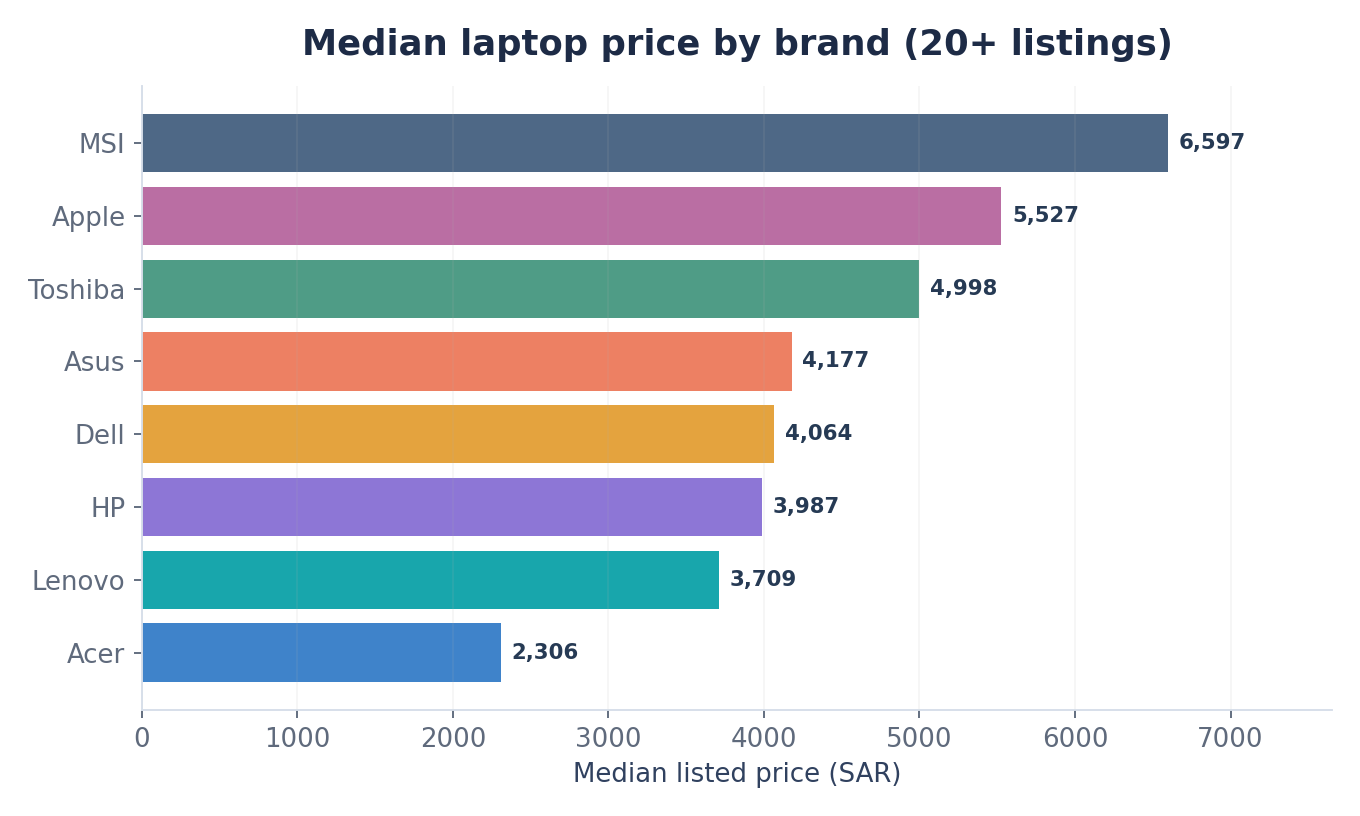 Median laptop price by brand (20+ listings)
MSI 6,597
Apple 5,527
Toshiba 4,998
Asus 4,177
Dell 4,064
HP 3,987
Lenovo 3,709
Acer 2,306
0 1000 2000 3000 4000 5000 6000 7000
Median listed price (SAR)